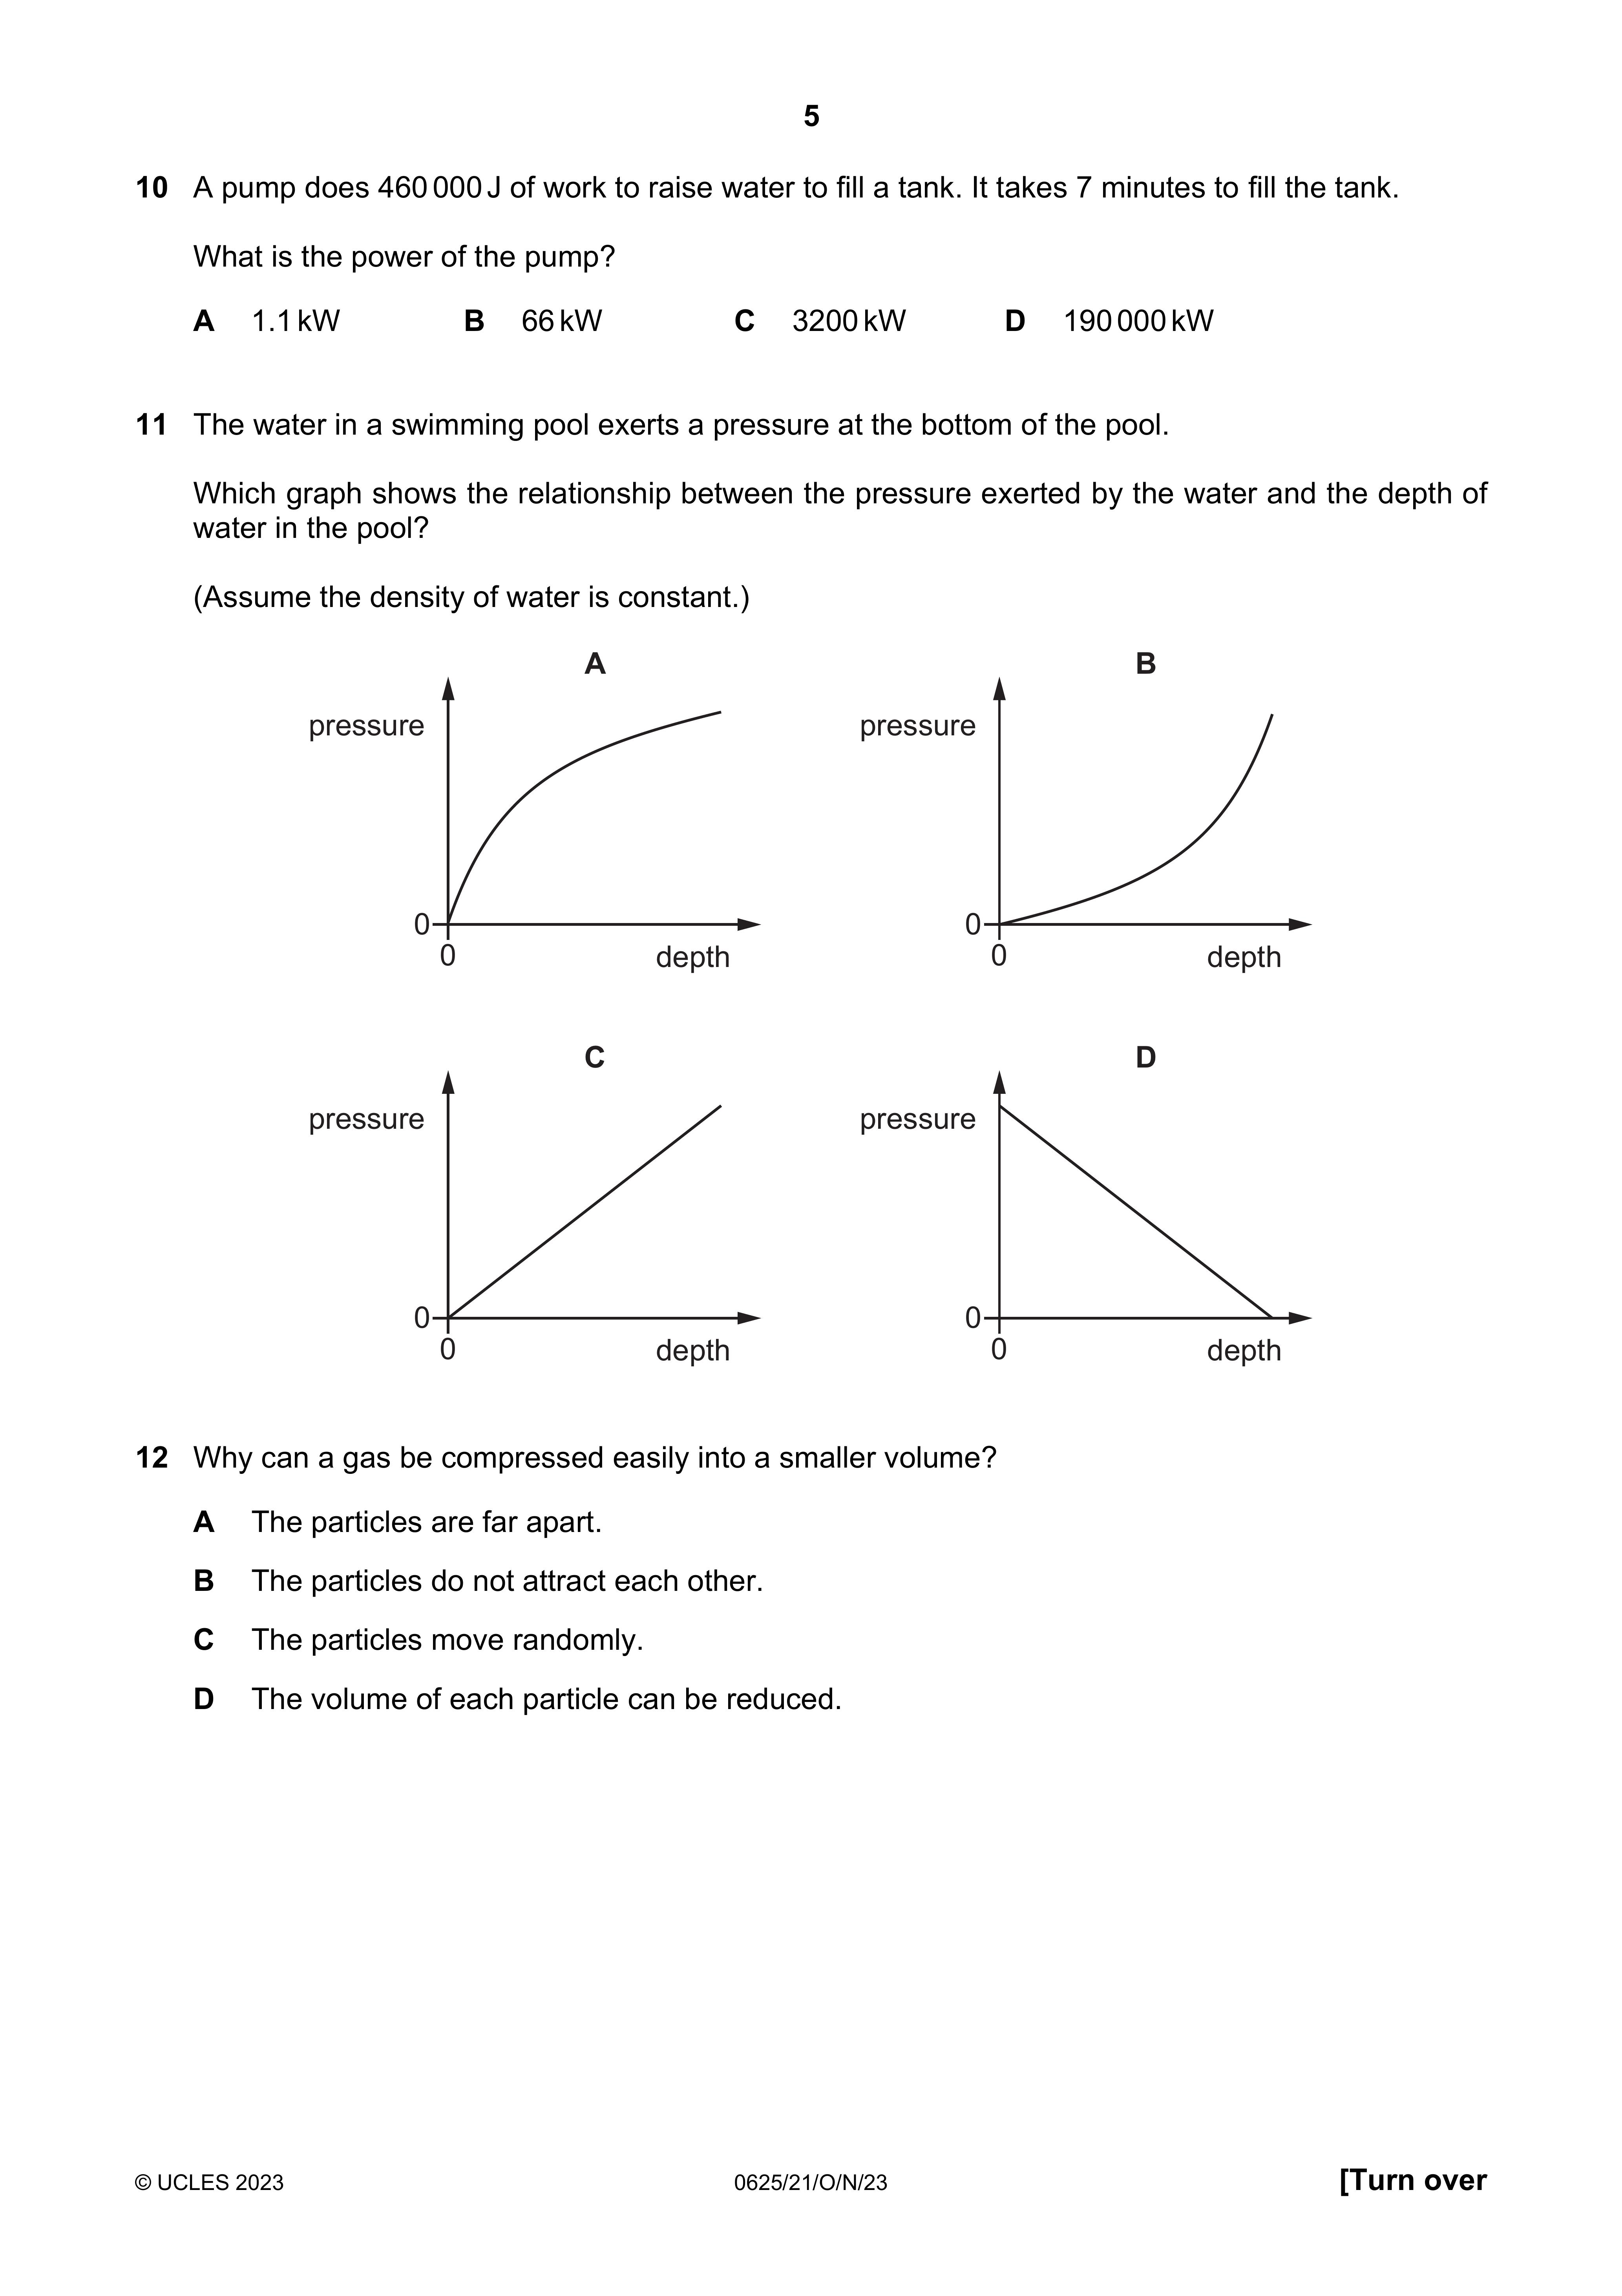 5
10 A pump does 460 000 J of work to raise water to fill a tank. It takes 7 minutes to fill the tank.
What is the power of the pump?
A 1.1 kW B 66 kW C 3200 kW D 190 000 kW
11 The water in a swimming pool exerts a pressure at the bottom of the pool.
Which graph shows the relationship between the pressure exerted by the water and the depth of
water in the pool?
(Assume the density of water is constant.)
A B
pressure pressure
0 0
0 depth 0 depth
C D
pressure pressure
0 0
0 depth 0 depth
12 Why can a gas be compressed easily into a smaller volume?
A The particles are far apart.
B The particles do not attract each other.
C The particles move randomly.
D The volume of each particle can be reduced.
© UCLES 2023 0625/21/O/N/23 [Turn over